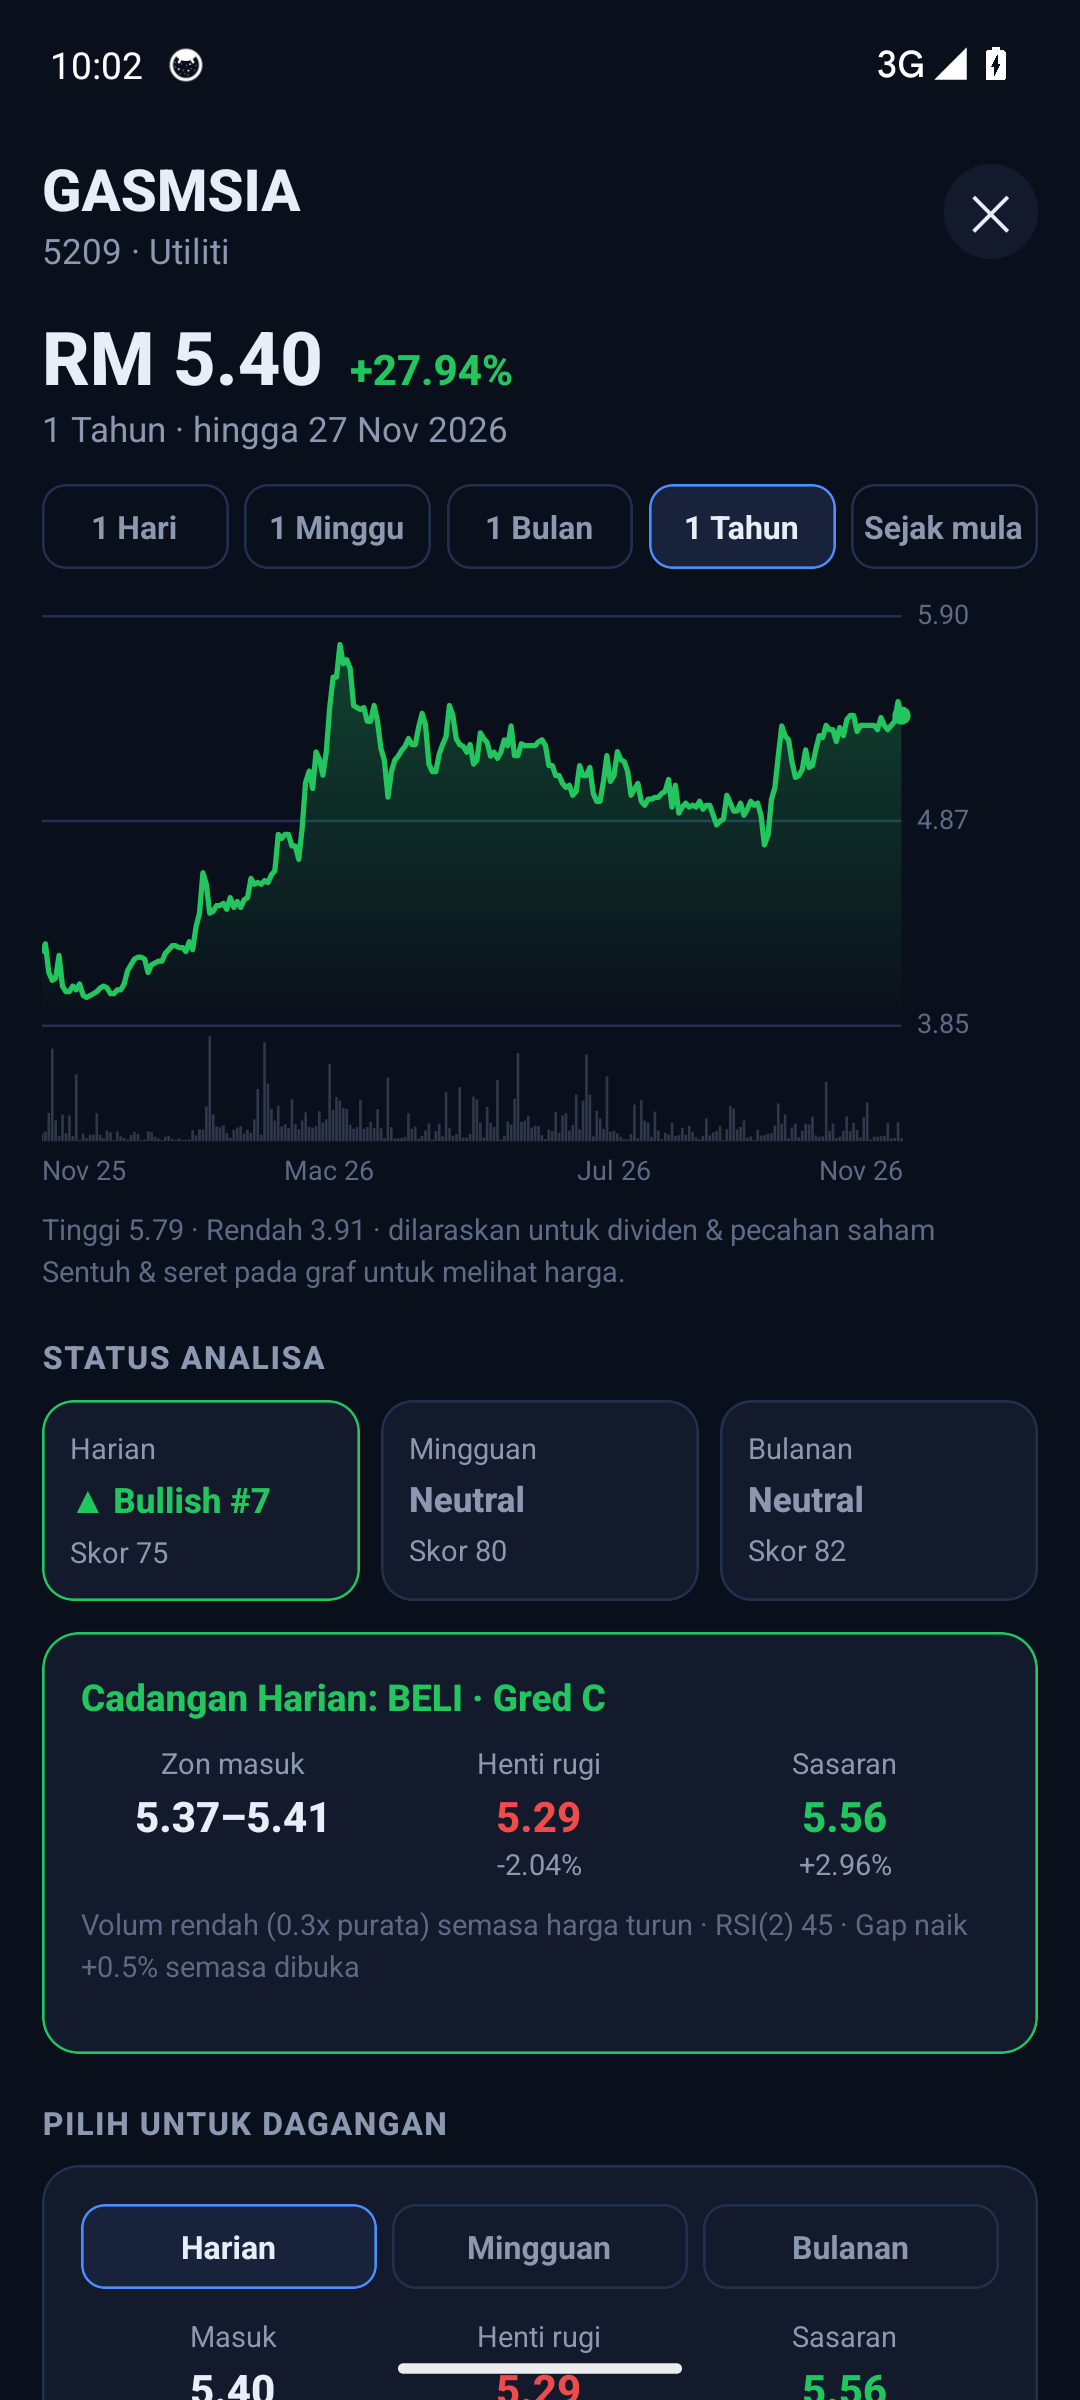 10:02
3G
GASMSIA
5209 · Utiliti
RM 5.40 +27.94%
1 Tahun · hingga 27 Nov 2026
1 Hari 1 Minggu 1 Bulan 1 Tahun Sejak mula
5.90
4.87
3.85
Nov 25 Mac 26 Jul 26 Nov 26
Tinggi 5.79 · Rendah 3.91 · dilaraskan untuk dividen & pecahan saham
Sentuh & seret pada graf untuk melihat harga.
STATUS ANALISA
Harian
▲ Bullish #7
Skor 75
Mingguan
Neutral
Skor 80
Bulanan
Neutral
Skor 82
Cadangan Harian: BELI · Gred C
Zon masuk Henti rugi Sasaran
5.37–5.41 5.29 5.56
-2.04% +2.96%
Volum rendah (0.3x purata) semasa harga turun · RSI(2) 45 · Gap naik
+0.5% semasa dibuka
PILIH UNTUK DAGANGAN
Harian Mingguan Bulanan
Masuk Henti rugi Sasaran
5.40 5.29 5.56